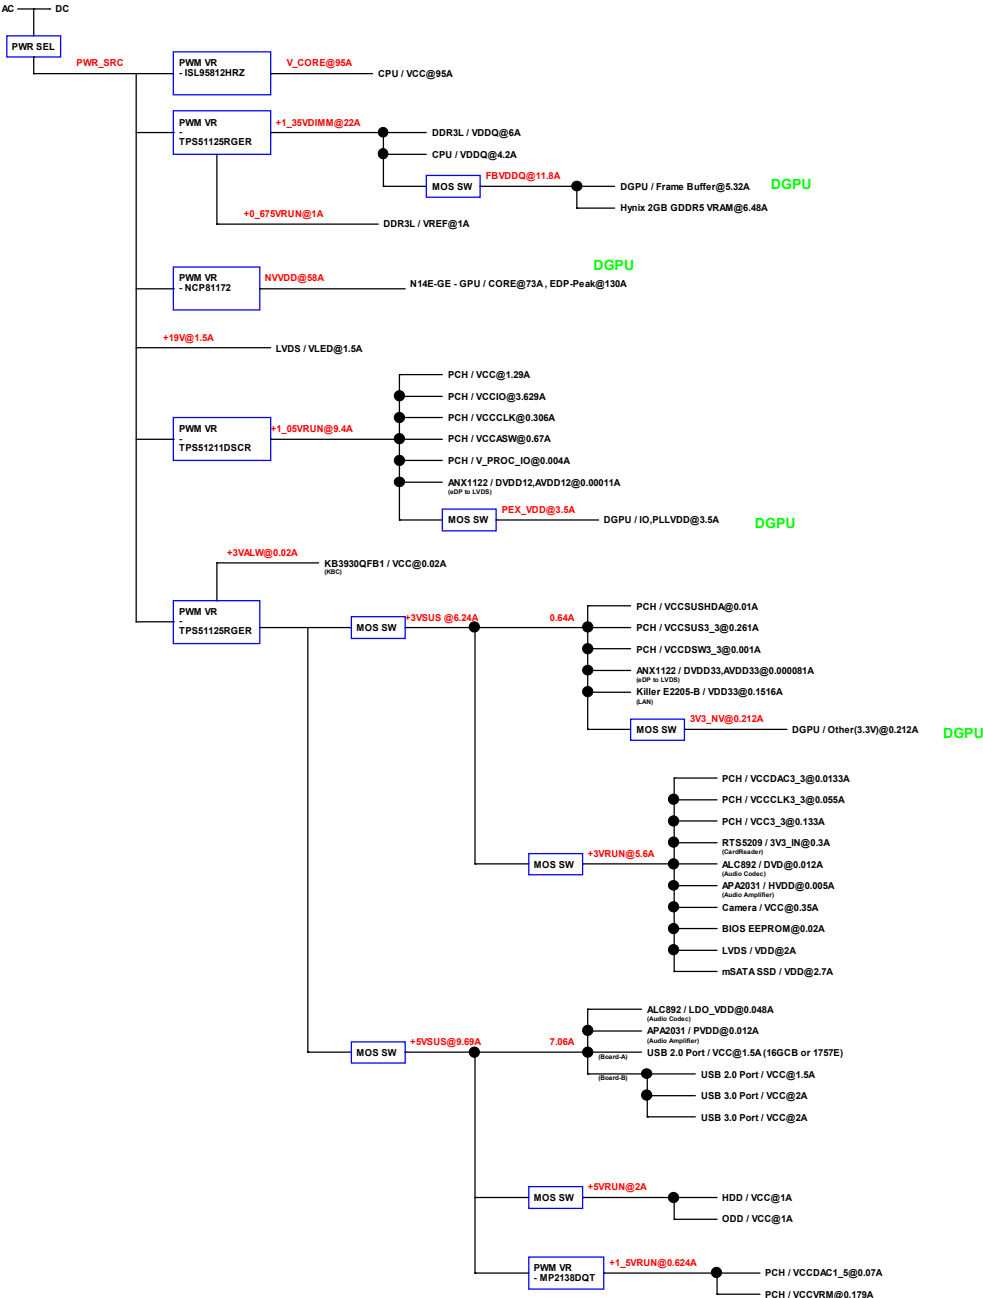 AC DC
PWR SEL
PWR_SRC
PWM VR
- ISL95812HRZ
V_CORE@95A
CPU / VCC@95A
PWM VR
-
TPS51125RGER
+1_35VDIMM@22A
DDR3L / VDDQ@6A
CPU / VDDQ@4.2A
MOS SW
FBVDDQ@11.8A
DGPU / Frame Buffer@5.32A
DGPU
Hynix 2GB GDDR5 VRAM@6.48A
+0_675VRUN@1A
DDR3L / VREF@1A
DGPU
PWM VR
- NCP81172
NVVDD@58A
N14E-GE - GPU / CORE@73A , EDP-Peak@130A
+19V@1.5A
LVDS / VLED@1.5A
PCH / VCC@1.29A
PCH / VCCIO@3.629A
PCH / VCCCLK@0.306A
PWM VR
-
TPS51211DSCR
+1_05VRUN@9.4A
PCH / VCCASW@0.67A
PCH / V_PROC_IO@0.004A
ANX1122 / DVDD12,AVDD12@0.00011A
(eDP to LVDS)
MOS SW
PEX_VDD@3.5A
DGPU / IO,PLLVDD@3.5A
DGPU
+3VALW@0.02A
KB3930QFB1 / VCC@0.02A
(KBC)
PWM VR
-
TPS51125RGER
MOS SW
+3VSUS @6.24A
0.64A
PCH / VCCSUSHDA@0.01A
PCH / VCCSUS3_3@0.261A
PCH / VCCDSW3_3@0.001A
ANX1122 / DVDD33,AVDD33@0.000081A
(eDP to LVDS)
Killer E2205-B / VDD33@0.1516A
(LAN)
MOS SW
3V3_NV@0.212A
DGPU / Other(3.3V)@0.212A
DGPU
PCH / VCCDAC3_3@0.0133A
PCH / VCCCLK3_3@0.055A
PCH / VCC3_3@0.133A
RTS5209 / 3V3_IN@0.3A
(CardReader)
MOS SW
+3VRUN@5.6A
ALC892 / DVD@0.012A
(Audio Codec)
APA2031 / HVDD@0.005A
(Audio Amplifier)
Camera / VCC@0.35A
BIOS EEPROM@0.02A
LVDS / VDD@2A
mSATA SSD / VDD@2.7A
ALC892 / LDO_VDD@0.048A
(Audio Codec)
APA2031 / PVDD@0.012A
(Audio Amplifier)
MOS SW
+5VSUS@9.69A
7.06A
(Board-A)
USB 2.0 Port / VCC@1.5A (16GCB or 1757E)
(Board-B)
USB 2.0 Port / VCC@1.5A
USB 3.0 Port / VCC@2A
USB 3.0 Port / VCC@2A
MOS SW
+5VRUN@2A
HDD / VCC@1A
ODD / VCC@1A
PWM VR
- MP2138DQT
+1_5VRUN@0.624A
PCH / VCCDAC1_5@0.07A
PCH / VCCVRM@0.179A